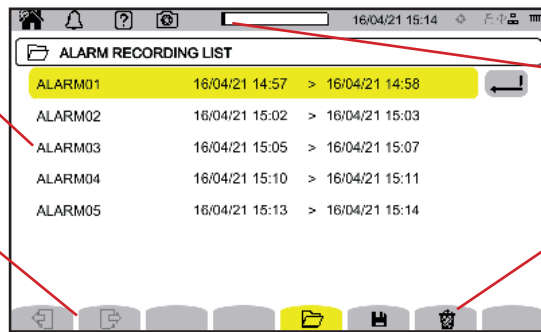 16/04/21 15:14
ALARM RECORDING LIST
ALARM01 16/04/21 14:57 > 16/04/21 14:58
ALARM02 16/04/21 15:02 > 16/04/21 15:03
ALARM03 16/04/21 15:05 > 16/04/21 15:07
ALARM04 16/04/21 15:10 > 16/04/21 15:11
ALARM05 16/04/21 15:13 > 16/04/21 15:14